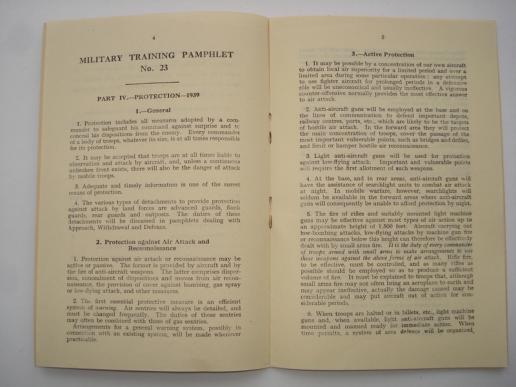 4
MILITARY TRAINING PAMPHLET
No. 23
PART IV.—PROTECTION—1939
1.—General
1. Protection includes all measures adopted by a com-
mander to safeguard his command against surprise and to
conceal his dispositions from the enemy. Every commander
of a body of troops, whatever its size, is at all times responsible
for its protection.
2. It may be accepted that troops are at all times liable to
observation and attack by aircraft, and, unless a continuous
defended front exists, there will also be the danger of attack
by mobile troops.
3. Adequate and timely information is one of the surest
means of protection.
4. The various types of detachments to provide protection
against attack by land forces are advanced guards, flank
guards, rear guards and outposts. The duties of these
detachments will be discussed in pamphlets dealing with
Approach, Withdrawal and Defence.
2. Protection against Air Attack and
Reconnaissance
1. Protection against air attack or reconnaissance may be
active or passive. The former is provided by aircraft and by
the fire of anti-aircraft weapons. The latter comprises disper-
sion, concealment of dispositions and moves from air recon-
naissance, the provision of cover against bombing, gas spray
or low-flying attack, and other measures.
2. The first essential protective measure is an efficient
system of warning. Air sentries will always be detailed, and
must be changed frequently. The duties of these sentries
may often be combined with those of gas sentries.
Arrangements for a general warning system, possibly in
connection with an existing system, will be made wherever
practicable.
5
3.—Active Protection
1. It may be possible by a concentration of our own aircraft
to obtain local air superiority for a limited period and over a
limited area during some particular operation; any attempt
to use fighter aircraft for prolonged periods in a defensive
rôle will be uneconomical and usually ineffective. A vigorous
counter-offensive normally provides the most effective answer
to air attack.
2. Anti-aircraft guns will be employed at the base and on
the lines of communication to defend important depots,
railway centres, ports, etc., which are likely to be the targets
of hostile air attack. In the forward area they will protect
the main concentration of troops, cover the passage of the
most important vulnerable points, such as bridges and defiles,
and limit or hamper hostile air reconnaissance.
3. Light anti-aircraft guns will be used for protection
against low-flying attack. Important and vulnerable points
will require the first allotment of such weapons.
4. At the base, and in rear areas, anti-aircraft guns will
have the assistance of searchlight units to combat air attack
at night. In mobile warfare, however, searchlights will
seldom be available in the forward areas where anti-aircraft
guns will consequently be unable to afford protection by night.
5. The fire of rifles and suitably mounted light machine
guns may be effective against most types of air action up to
an approximate height of 2,000 feet. Aircraft carrying out
low-bombing attacks, low-flying attacks by machine gun fire
or reconnaissance below this height can therefore be effectively
dealt with by small arms fire. It is the duty of every commander
of troops armed with small arms to make arrangements to use
these weapons against the above forms of air attack. Rifle fire,
to be effective, must be controlled, and as many rifles as
possible should be employed so as to produce a sufficient
volume of fire. It must be explained to troops that, although
small arms fire may not often bring an aeroplane to earth and
may appear ineffective, actually the damage caused may be
considerable and may put aircraft out of action for con-
siderable periods.
6. When troops are halted or in billets, etc., light machine
guns and, when available, light anti-aircraft guns will be
mounted and manned ready for immediate action. When
time permits, a system of area defence will be organized,